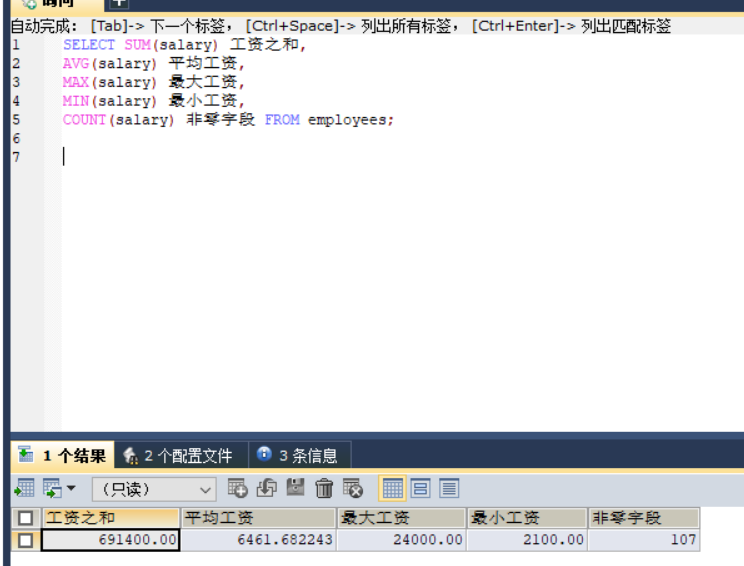 询问
自动完成: [Tab]-> 下一个标签, [Ctrl+Space]-> 列出所有标签, [Ctrl+Enter]-> 列出匹配标签
1 SELECT SUM(salary) 工资之和,
2 AVG(salary) 平均工资,
3 MAX(salary) 最大工资,
4 MIN(salary) 最小工资,
5 COUNT(salary) 非零字段 FROM employees;
6
7
1 个结果 2 个配置文件 3 条信息
(只读)
工资之和 平均工资 最大工资 最小工资 非零字段
691400.00 6461.682243 24000.00 2100.00 107